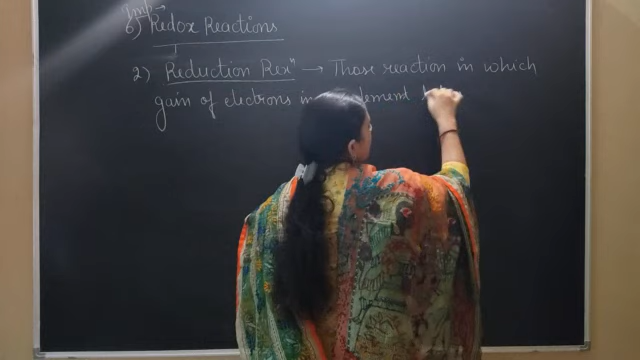 Imp →
6) Redox Reactions
2) Reduction Rexⁿ → Those reaction in which
gain of electrons in